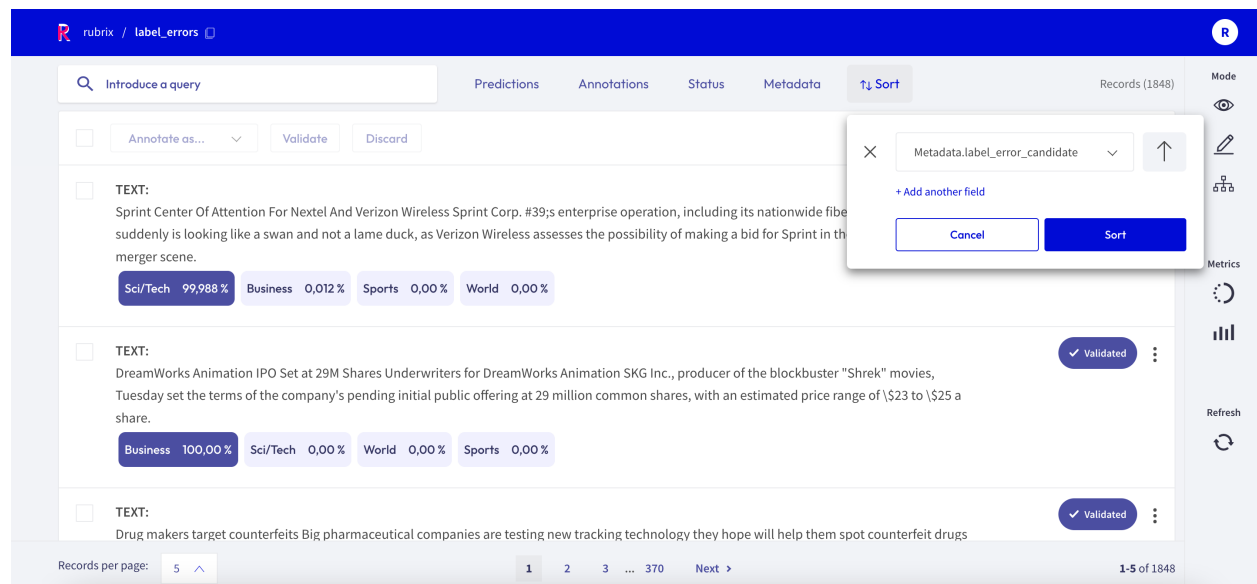 R rubrix / label_errors
R
Introduce a query
Predictions Annotations Status Metadata Sort
Records (1848)
Mode
Annotate as... Validate Discard
Metadata.label_error_candidate
+ Add another field
Cancel Sort
TEXT:
Sprint Center Of Attention For Nextel And Verizon Wireless Sprint Corp. #39;s enterprise operation, including its nationwide fibe
suddenly is looking like a swan and not a lame duck, as Verizon Wireless assesses the possibility of making a bid for Sprint in th
merger scene.
Sci/Tech 99,988 % Business 0,012 % Sports 0,00 % World 0,00 %
Metrics
TEXT:
Validated
DreamWorks Animation IPO Set at 29M Shares Underwriters for DreamWorks Animation SKG Inc., producer of the blockbuster "Shrek" movies,
Tuesday set the terms of the company's pending initial public offering at 29 million common shares, with an estimated price range of \$23 to \$25 a
share.
Business 100,00 % Sci/Tech 0,00 % World 0,00 % Sports 0,00 %
Refresh
TEXT:
Validated
Drug makers target counterfeits Big pharmaceutical companies are testing new tracking technology they hope will help them spot counterfeit drugs
Records per page: 5
1 2 3 ... 370 Next >
1-5 of 1848